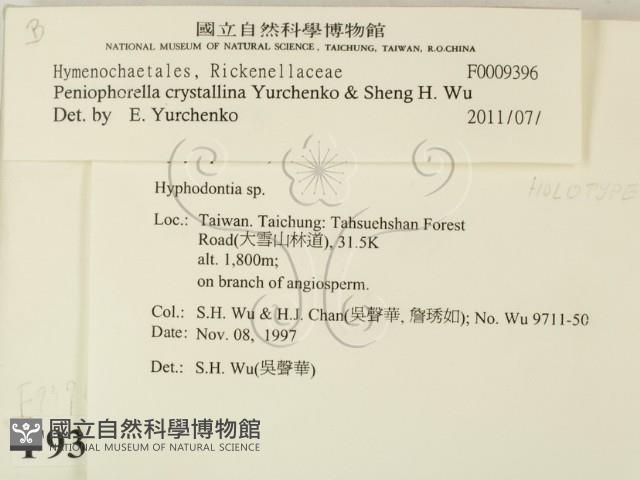 B
國立自然科學博物館
NATIONAL MUSEUM OF NATURAL SCIENCE, TAICHUNG, TAIWAN, R.O.CHINA
Hymenochaetales, Rickenellaceae F0009396
Peniophorella crystallina Yurchenko & Sheng H. Wu
Det. by E. Yurchenko 2011/07/
HOLOTYPE
Hyphodontia sp.
Loc.: Taiwan. Taichung: Tahsuehshan Forest
Road(大雪山林道), 31.5K
alt. 1,800m;
on branch of angiosperm.
Col.: S.H. Wu & H.J. Chan(吳聲華, 詹琇如); No. Wu 9711-50
Date: Nov. 08, 1997
Det.: S.H. Wu(吳聲華)
國立自然科學博物館
NATIONAL MUSEUM OF NATURAL SCIENCE